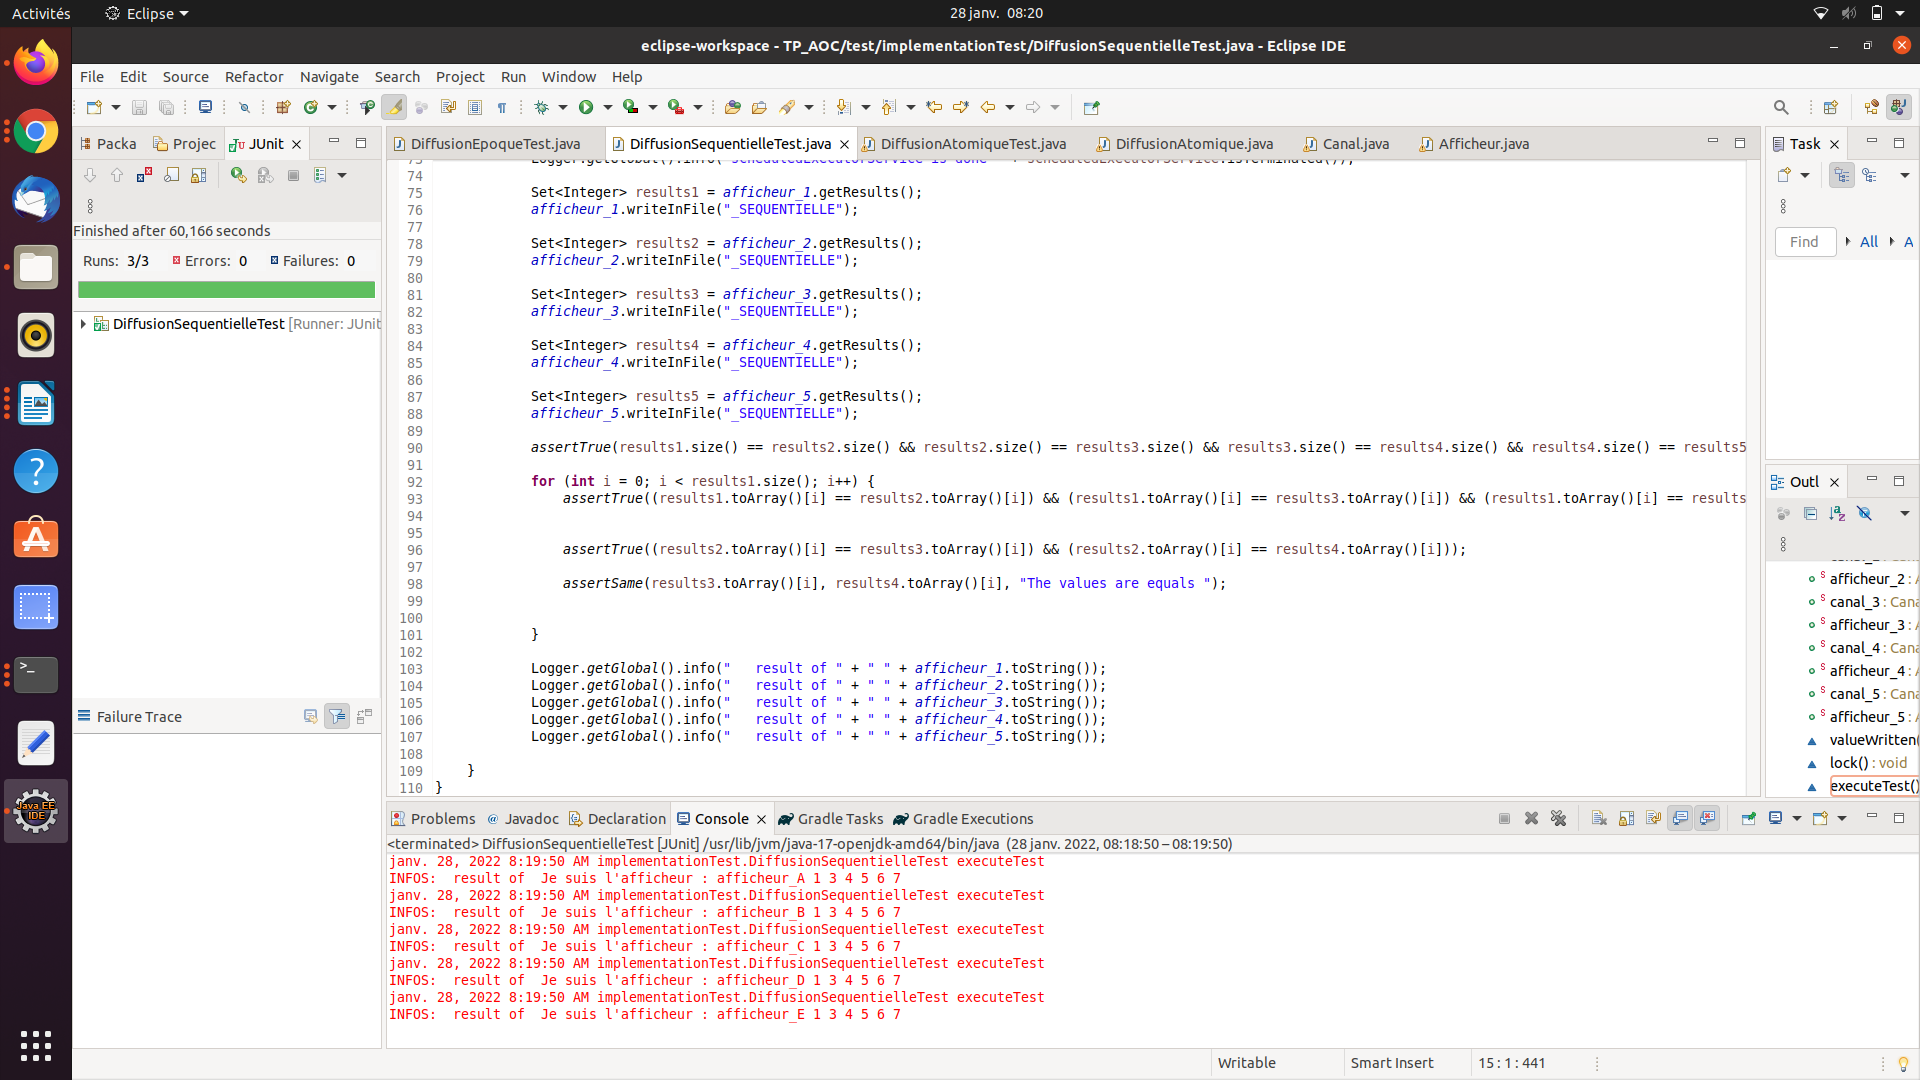 Activités
Eclipse
28 janv. 08:20
eclipse-workspace - TP_AOC/test/implementationTest/DiffusionSequentielleTest.java - Eclipse IDE
File Edit Source Refactor Navigate Search Project Run Window Help
Packa Projec JUnit
Finished after 60,166 seconds
Runs: 3/3 Errors: 0 Failures: 0
DiffusionSequentielleTest [Runner: JUnit
Failure Trace
DiffusionEpoqueTest.java DiffusionSequentielleTest.java DiffusionAtomiqueTest.java DiffusionAtomique.java Canal.java Afficheur.java
74
75 Set<Integer> results1 = afficheur_1.getResults();
76 afficheur_1.writeInFile("_SEQUENTIELLE");
77
78 Set<Integer> results2 = afficheur_2.getResults();
79 afficheur_2.writeInFile("_SEQUENTIELLE");
80
81 Set<Integer> results3 = afficheur_3.getResults();
82 afficheur_3.writeInFile("_SEQUENTIELLE");
83
84 Set<Integer> results4 = afficheur_4.getResults();
85 afficheur_4.writeInFile("_SEQUENTIELLE");
86
87 Set<Integer> results5 = afficheur_5.getResults();
88 afficheur_5.writeInFile("_SEQUENTIELLE");
89
90 assertTrue(results1.size() == results2.size() && results2.size() == results3.size() && results3.size() == results4.size() && results4.size() == results5
91
92 for (int i = 0; i < results1.size(); i++) {
93 assertTrue((results1.toArray()[i] == results2.toArray()[i]) && (results1.toArray()[i] == results3.toArray()[i]) && (results1.toArray()[i] == results
94
95
96 assertTrue((results2.toArray()[i] == results3.toArray()[i]) && (results2.toArray()[i] == results4.toArray()[i]));
97
98 assertSame(results3.toArray()[i], results4.toArray()[i], "The values are equals ");
99
100
101 }
102
103 Logger.getGlobal().info("   result of " + " " + afficheur_1.toString());
104 Logger.getGlobal().info("   result of " + " " + afficheur_2.toString());
105 Logger.getGlobal().info("   result of " + " " + afficheur_3.toString());
106 Logger.getGlobal().info("   result of " + " " + afficheur_4.toString());
107 Logger.getGlobal().info("   result of " + " " + afficheur_5.toString());
108
109 }
110 }
Task
Find All A
Outl
afficheur_2 : A
canal_3 : Cana
afficheur_3 : A
canal_4 : Cana
afficheur_4 : A
canal_5 : Cana
afficheur_5 : A
valueWritten(
lock() : void
executeTest()
Problems Javadoc Declaration Console Gradle Tasks Gradle Executions
<terminated> DiffusionSequentielleTest [JUnit] /usr/lib/jvm/java-17-openjdk-amd64/bin/java (28 janv. 2022, 08:18:50 – 08:19:50)
janv. 28, 2022 8:19:50 AM implementationTest.DiffusionSequentielleTest executeTest
INFOS:  result of  Je suis l'afficheur : afficheur_A 1 3 4 5 6 7
janv. 28, 2022 8:19:50 AM implementationTest.DiffusionSequentielleTest executeTest
INFOS:  result of  Je suis l'afficheur : afficheur_B 1 3 4 5 6 7
janv. 28, 2022 8:19:50 AM implementationTest.DiffusionSequentielleTest executeTest
INFOS:  result of  Je suis l'afficheur : afficheur_C 1 3 4 5 6 7
janv. 28, 2022 8:19:50 AM implementationTest.DiffusionSequentielleTest executeTest
INFOS:  result of  Je suis l'afficheur : afficheur_D 1 3 4 5 6 7
janv. 28, 2022 8:19:50 AM implementationTest.DiffusionSequentielleTest executeTest
INFOS:  result of  Je suis l'afficheur : afficheur_E 1 3 4 5 6 7
Java EE
IDE
Writable Smart Insert 15 : 1 : 441